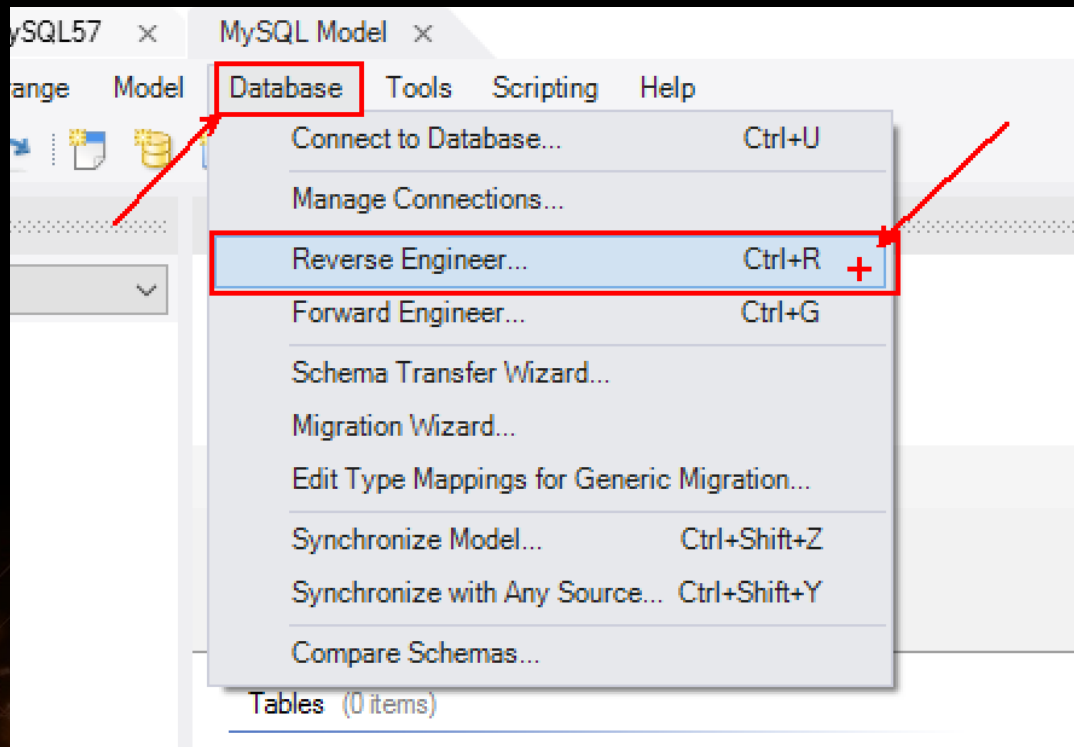 ySQL57 × MySQL Model ×
ange Model Database Tools Scripting Help
Connect to Database... Ctrl+U
Manage Connections...
Reverse Engineer... Ctrl+R
Forward Engineer... Ctrl+G
Schema Transfer Wizard...
Migration Wizard...
Edit Type Mappings for Generic Migration...
Synchronize Model... Ctrl+Shift+Z
Synchronize with Any Source... Ctrl+Shift+Y
Compare Schemas...
Tables (0 items)